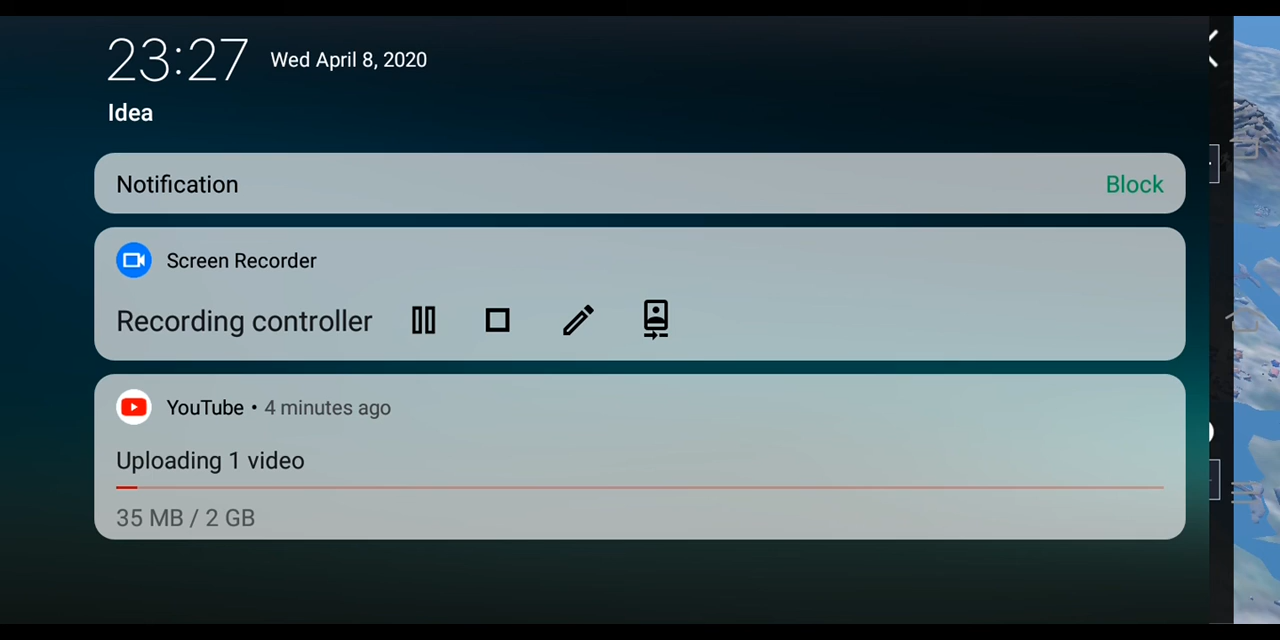 23:27 Wed April 8, 2020
Idea
Notification Block
Screen Recorder
Recording controller
YouTube • 4 minutes ago
Uploading 1 video
35 MB / 2 GB